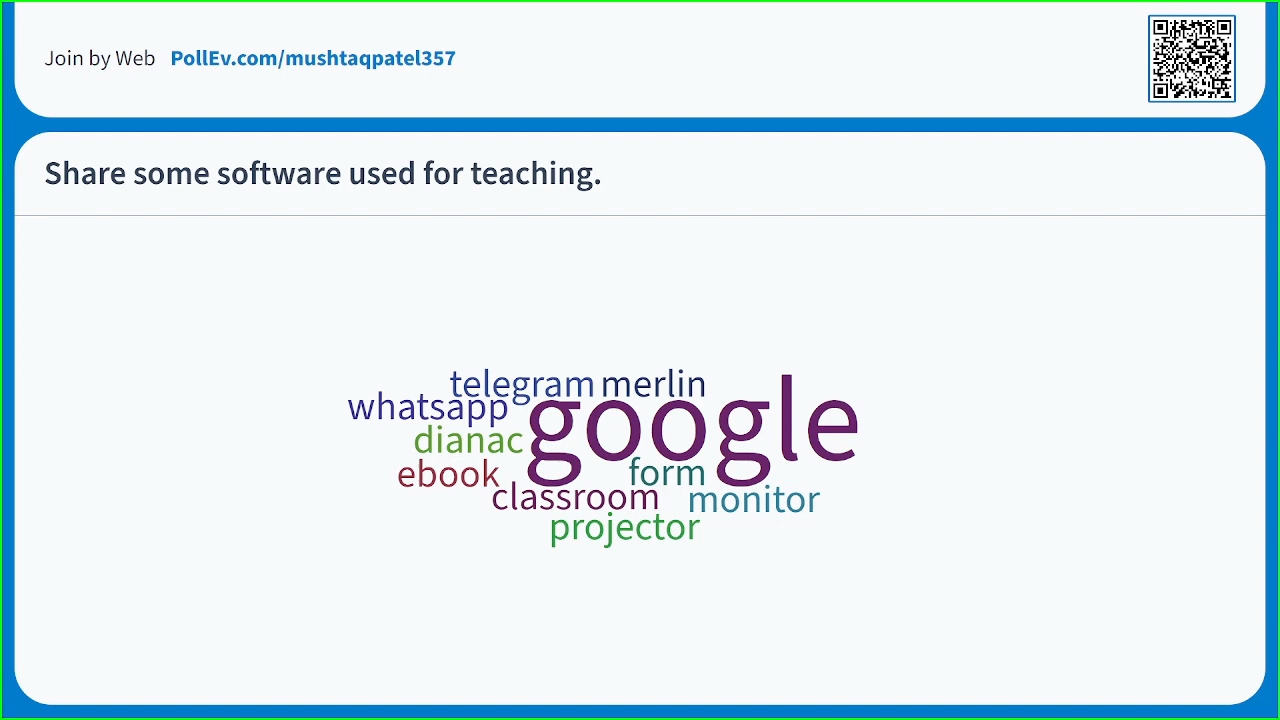 Join by Web PollEv.com/mushtaqpatel357
Share some software used for teaching.
telegram merlin
whatsapp google
dianac
ebook form
classroom monitor
projector